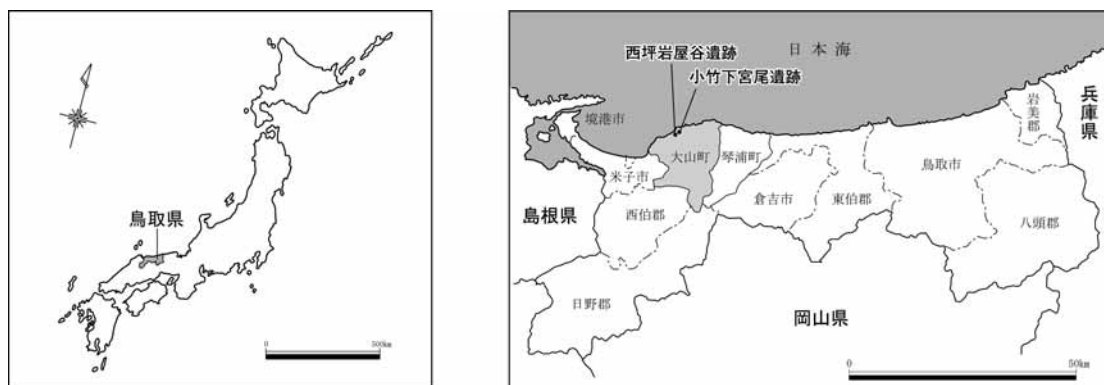 鳥取県
0
500km
日本海
西坪岩屋谷遺跡
小竹下宮尾遺跡
境港市
大山町
琴浦町
米子市
西伯郡
倉吉市
東伯郡
鳥取市
岩美郡
八頭郡
兵庫県
島根県
日野郡
岡山県
0
50km